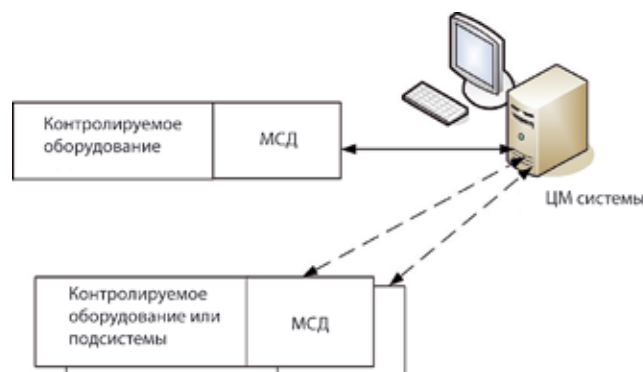 Контролируемое
оборудование
МСД
ЦМ системы
Контролируемое
оборудование или
подсистемы
МСД